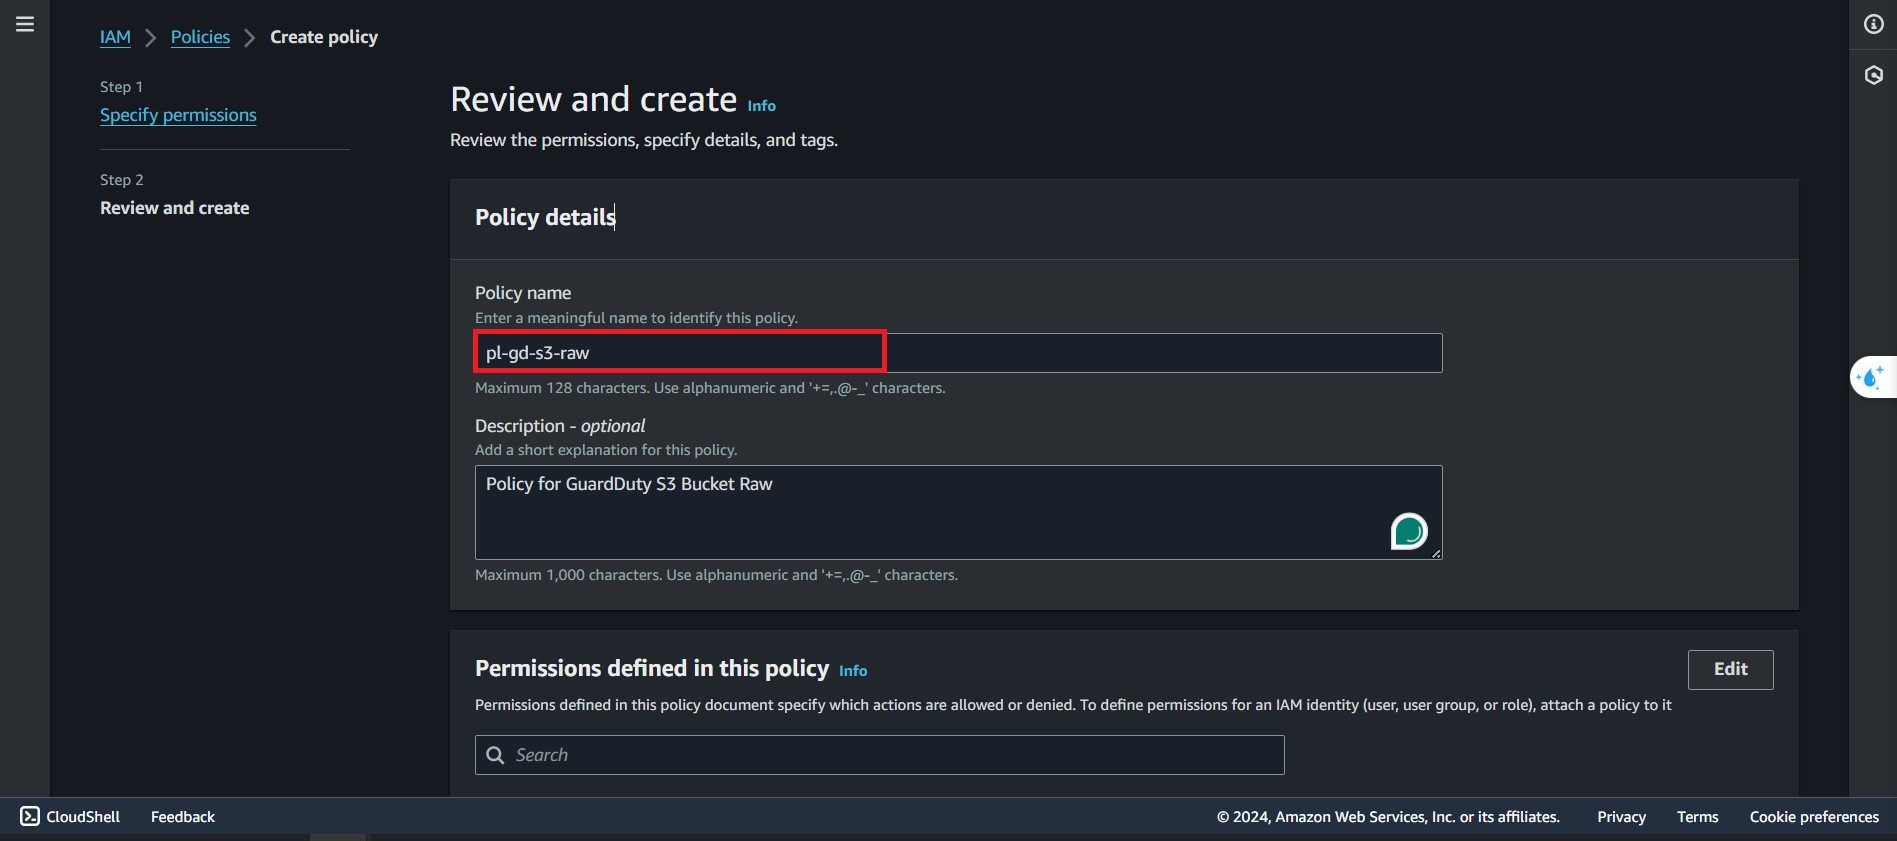 IAM > Policies > Create policy
Step 1
Specify permissions
Step 2
Review and create
Review and create Info
Review the permissions, specify details, and tags.
Policy details
Policy name
Enter a meaningful name to identify this policy.
pl-gd-s3-raw
Maximum 128 characters. Use alphanumeric and '+=,.@-_' characters.
Description - optional
Add a short explanation for this policy.
Policy for GuardDuty S3 Bucket Raw
Maximum 1,000 characters. Use alphanumeric and '+=,.@-_' characters.
Permissions defined in this policy Info
Edit
Permissions defined in this policy document specify which actions are allowed or denied. To define permissions for an IAM identity (user, user group, or role), attach a policy to it
Search
CloudShell Feedback © 2024, Amazon Web Services, Inc. or its affiliates. Privacy Terms Cookie preferences